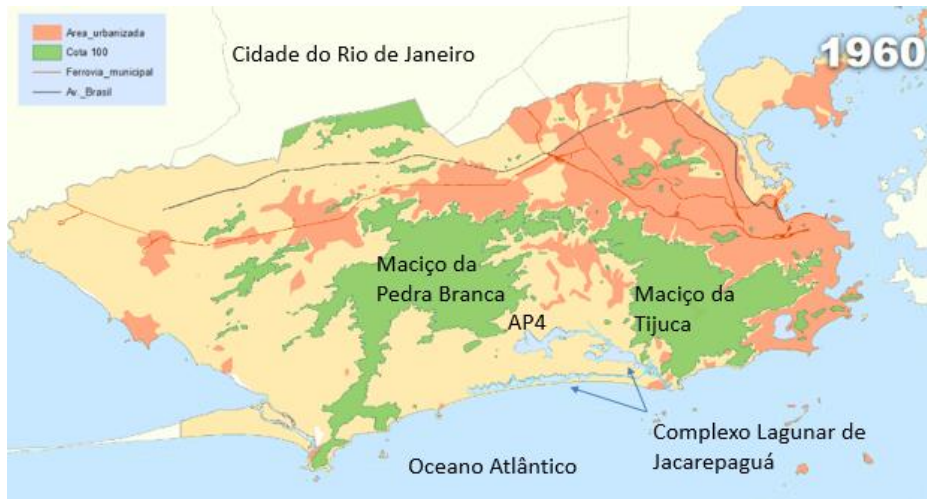 Area_urbanizada
Cota 100
Ferrovia_municipal
Av._Brasil
Cidade do Rio de Janeiro
1960
Maciço da
Pedra Branca
Maciço da
Tijuca
AP4
Complexo Lagunar de
Jacarepaguá
Oceano Atlântico